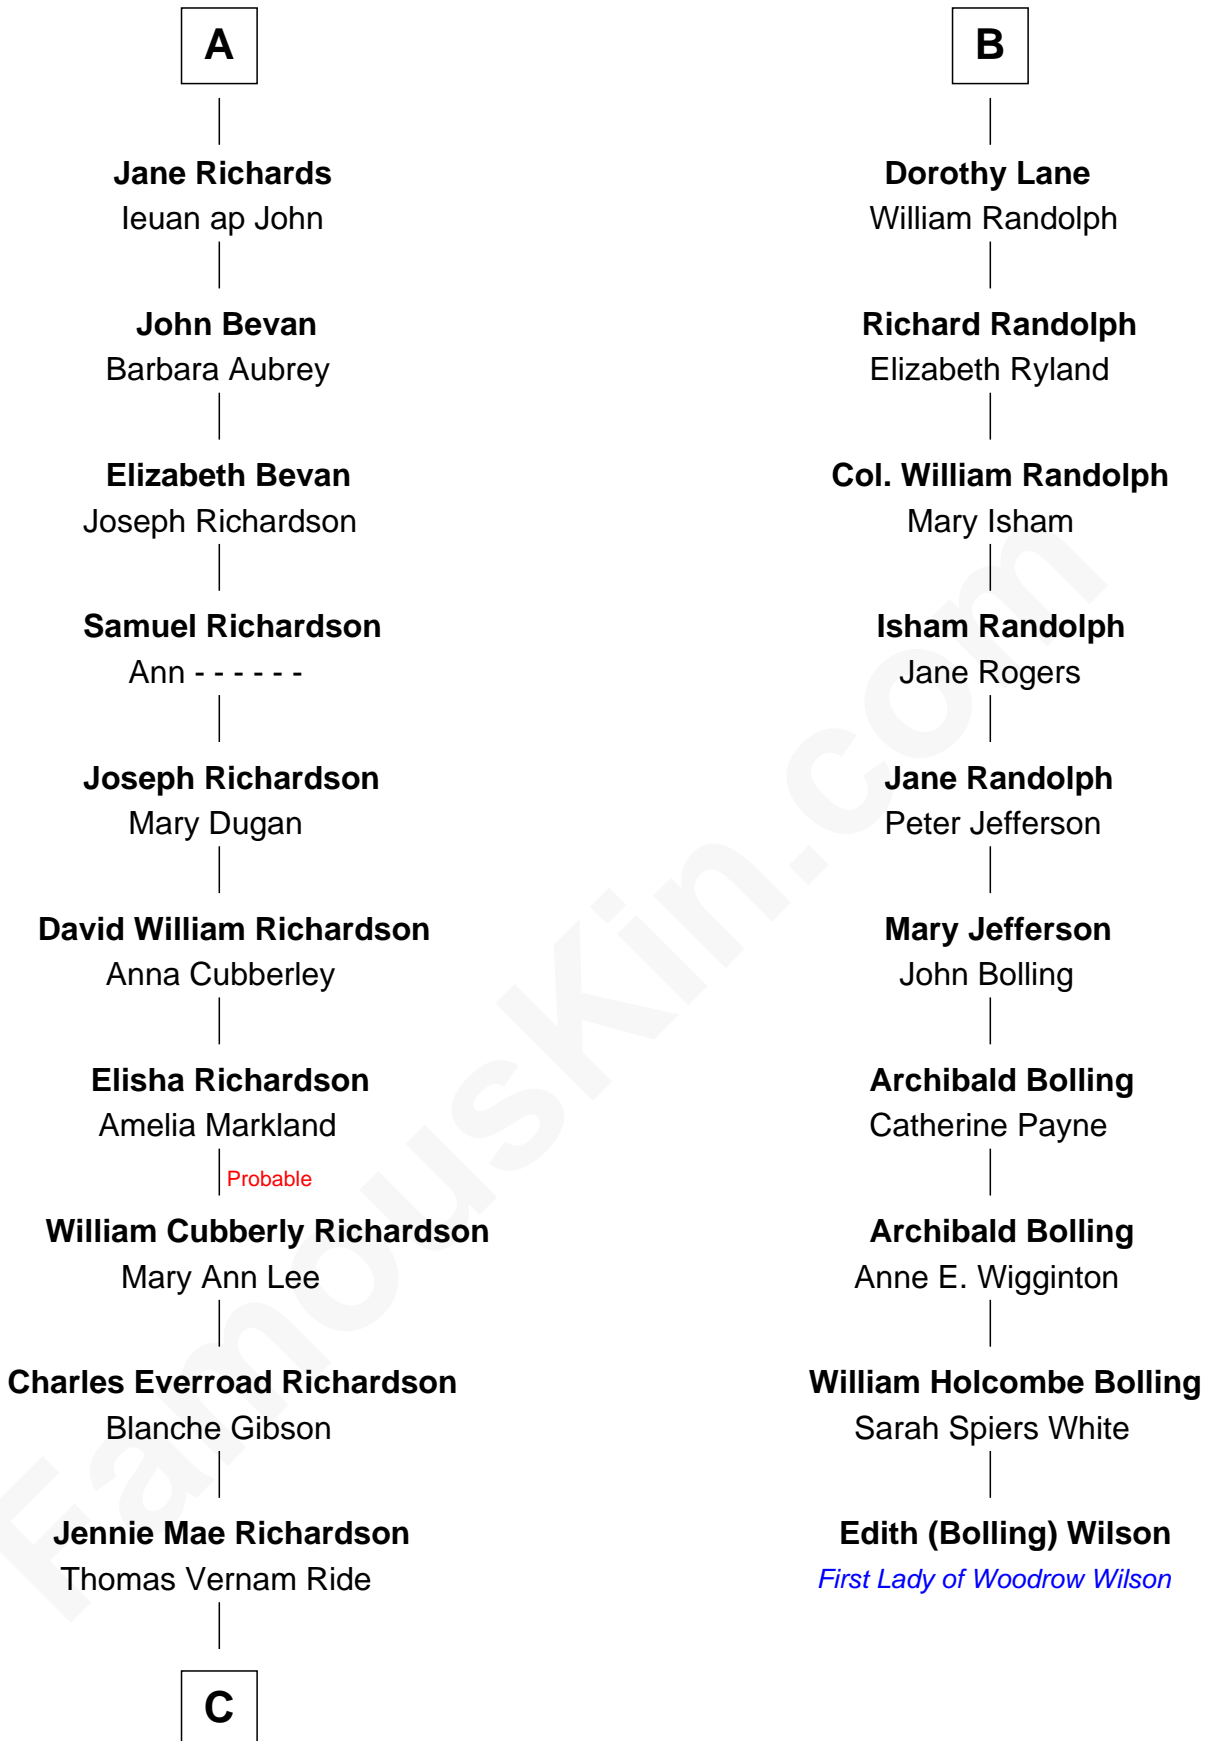 A
Jane Richards
Ieuan ap John
John Bevan
Barbara Aubrey
Elizabeth Bevan
Joseph Richardson
Samuel Richardson
Ann - - - - - -
Joseph Richardson
Mary Dugan
David William Richardson
Anna Cubberley
Elisha Richardson
Amelia Markland
Probable
William Cubberly Richardson
Mary Ann Lee
Charles Everroad Richardson
Blanche Gibson
Jennie Mae Richardson
Thomas Vernam Ride
C
B
Dorothy Lane
William Randolph
Richard Randolph
Elizabeth Ryland
Col. William Randolph
Mary Isham
Isham Randolph
Jane Rogers
Jane Randolph
Peter Jefferson
Mary Jefferson
John Bolling
Archibald Bolling
Catherine Payne
Archibald Bolling
Anne E. Wigginton
William Holcombe Bolling
Sarah Spiers White
Edith (Bolling) Wilson
First Lady of Woodrow Wilson
FamousKin.com